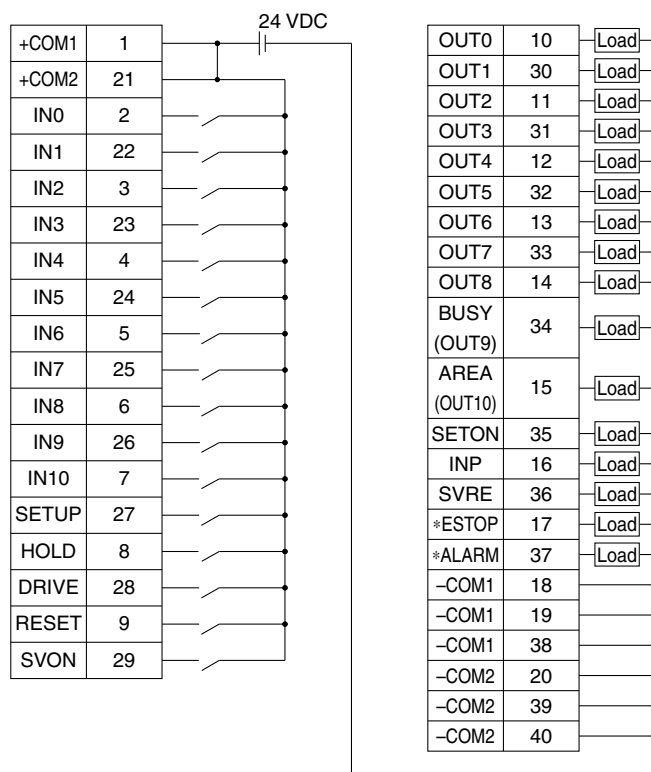 24 VDC
+COM1 1
+COM2 21
IN0 2
IN1 22
IN2 3
IN3 23
IN4 4
IN5 24
IN6 5
IN7 25
IN8 6
IN9 26
IN10 7
SETUP 27
HOLD 8
DRIVE 28
RESET 9
SVON 29
OUT0 10 Load
OUT1 30 Load
OUT2 11 Load
OUT3 31 Load
OUT4 12 Load
OUT5 32 Load
OUT6 13 Load
OUT7 33 Load
OUT8 14 Load
BUSY
(OUT9) 34 Load
AREA
(OUT10) 15 Load
SETON 35 Load
INP 16 Load
SVRE 36 Load
*ESTOP 17 Load
*ALARM 37 Load
–COM1 18
–COM1 19
–COM1 38
–COM2 20
–COM2 39
–COM2 40